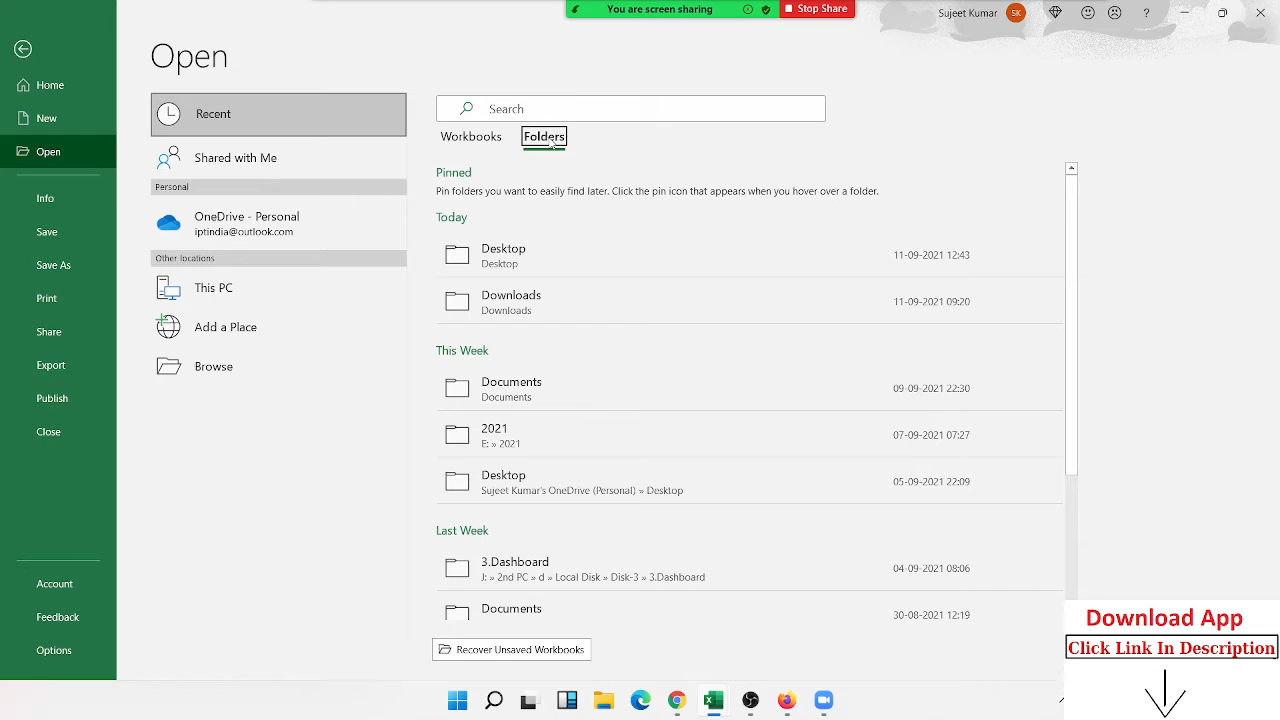 You are screen sharing
Stop Share
Sujeet Kumar
SK
?
Open
Home
New
Open
Info
Save
Save As
Print
Share
Export
Publish
Close
Account
Feedback
Options
Recent
Shared with Me
Personal
OneDrive - Personal
iptindia@outlook.com
Other locations
This PC
Add a Place
Browse
Search
Workbooks
Folders
Pinned
Pin folders you want to easily find later. Click the pin icon that appears when you hover over a folder.
Today
Desktop
Desktop
11-09-2021 12:43
Downloads
Downloads
11-09-2021 09:20
This Week
Documents
Documents
09-09-2021 22:30
2021
E: » 2021
07-09-2021 07:27
Desktop
Sujeet Kumar's OneDrive (Personal) » Desktop
05-09-2021 22:09
Last Week
3.Dashboard
J: » 2nd PC » d » Local Disk » Disk-3 » 3.Dashboard
04-09-2021 08:06
Documents
30-08-2021 12:19
Recover Unsaved Workbooks
Download App
Click Link In Description